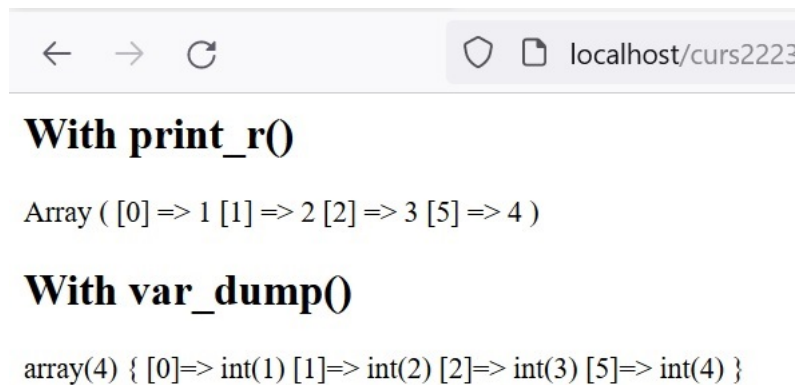 localhost/curs2223
With print_r()
Array ( [0] => 1 [1] => 2 [2] => 3 [5] => 4 )
With var_dump()
array(4) { [0]=> int(1) [1]=> int(2) [2]=> int(3) [5]=> int(4) }